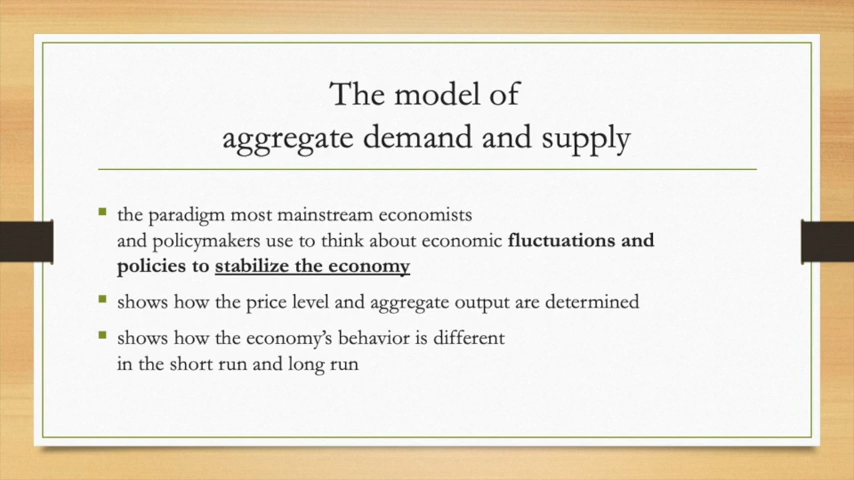 The model of
aggregate demand and supply
the paradigm most mainstream economists
and policymakers use to think about economic fluctuations and
policies to stabilize the economy
shows how the price level and aggregate output are determined
shows how the economy’s behavior is different
in the short run and long run